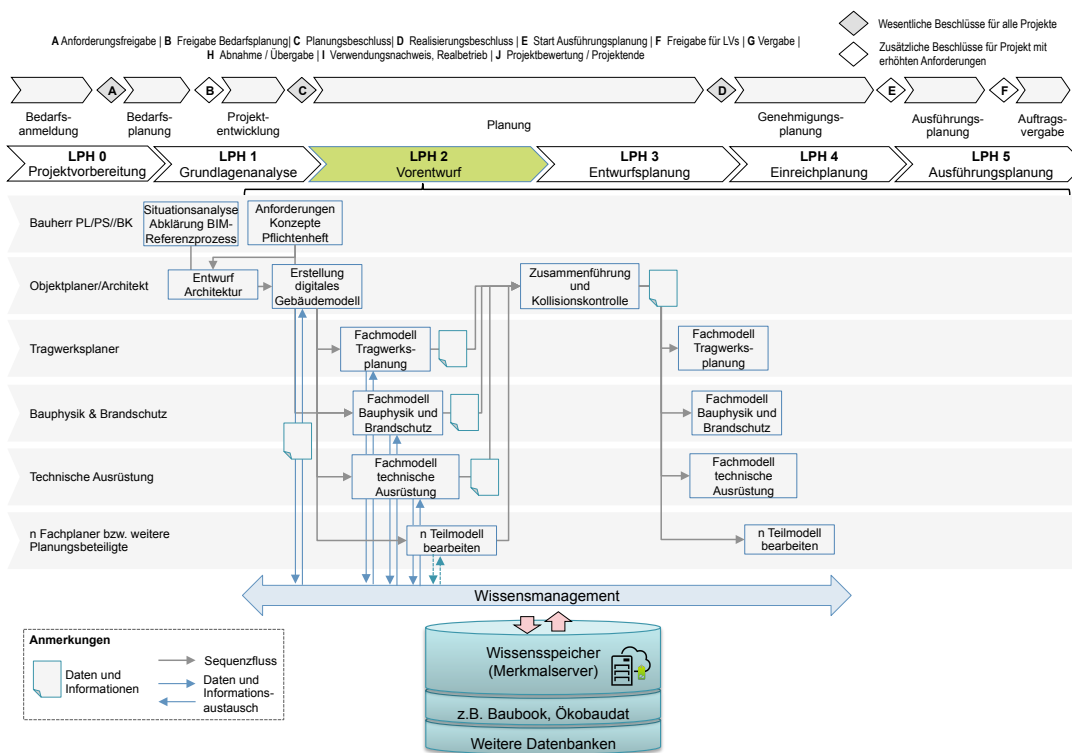 Wesentliche Beschlüsse für alle Projekte
A Anforderungsfreigabe | B Freigabe Bedarfsplanung| C Planungsbeschluss| D Realisierungsbeschluss | E Start Ausführungsplanung | F Freigabe für LVs | G Vergabe |
H Abnahme / Übergabe | I Verwendungsnachweis, Realbetrieb | J Projektbewertung / Projektende
Zusätzliche Beschlüsse für Projekt mit
erhöhten Anforderungen
A
B
C
D
E
F
Bedarfs-
anmeldung
Bedarfs-
planung
Projekt-
entwicklung
Planung
Genehmigungs-
planung
Ausführungs-
planung
Auftrags-
vergabe
LPH 0
Projektvorbereitung
LPH 1
Grundlagenanalyse
LPH 2
Vorentwurf
LPH 3
Entwurfsplanung
LPH 4
Einreichplanung
LPH 5
Ausführungsplanung
Bauherr PL/PS//BK
Situationsanalyse
Abklärung BIM-
Referenzprozess
Anforderungen
Konzepte
Pflichtenheft
Objektplaner/Architekt
Entwurf
Architektur
Erstellung
digitales
Gebäudemodell
Zusammenführung
und
Kollisionskontrolle
Tragwerksplaner
Fachmodell
Tragwerks-
planung
Fachmodell
Tragwerks-
planung
Bauphysik & Brandschutz
Fachmodell
Bauphysik und
Brandschutz
Fachmodell
Bauphysik und
Brandschutz
Technische Ausrüstung
Fachmodell
technische
Ausrüstung
Fachmodell
technische
Ausrüstung
n Fachplaner bzw. weitere
Planungsbeteiligte
n Teilmodell
bearbeiten
n Teilmodell
bearbeiten
Wissensmanagement
Wissensspeicher
(Merkmalserver)
z.B. Baubook, Ökobaudat
Weitere Datenbanken
Anmerkungen
Daten und
Informationen
Sequenzfluss
Daten und
Informations-
austausch